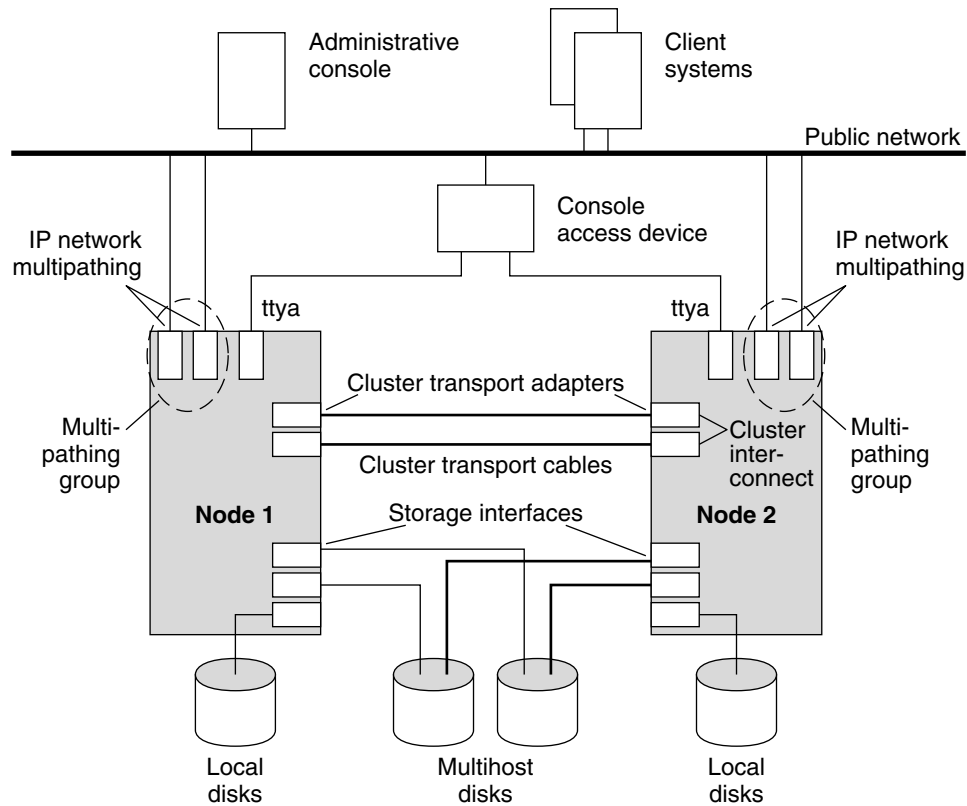 Administrative
console
Client
systems
Public network
Console
access device
IP network
multipathing
IP network
multipathing
ttya
ttya
Cluster transport adapters
Multi-
pathing
group
Cluster
inter-
connect
Multi-
pathing
group
Cluster transport cables
Node 1
Storage interfaces
Node 2
Local
disks
Multihost
disks
Local
disks